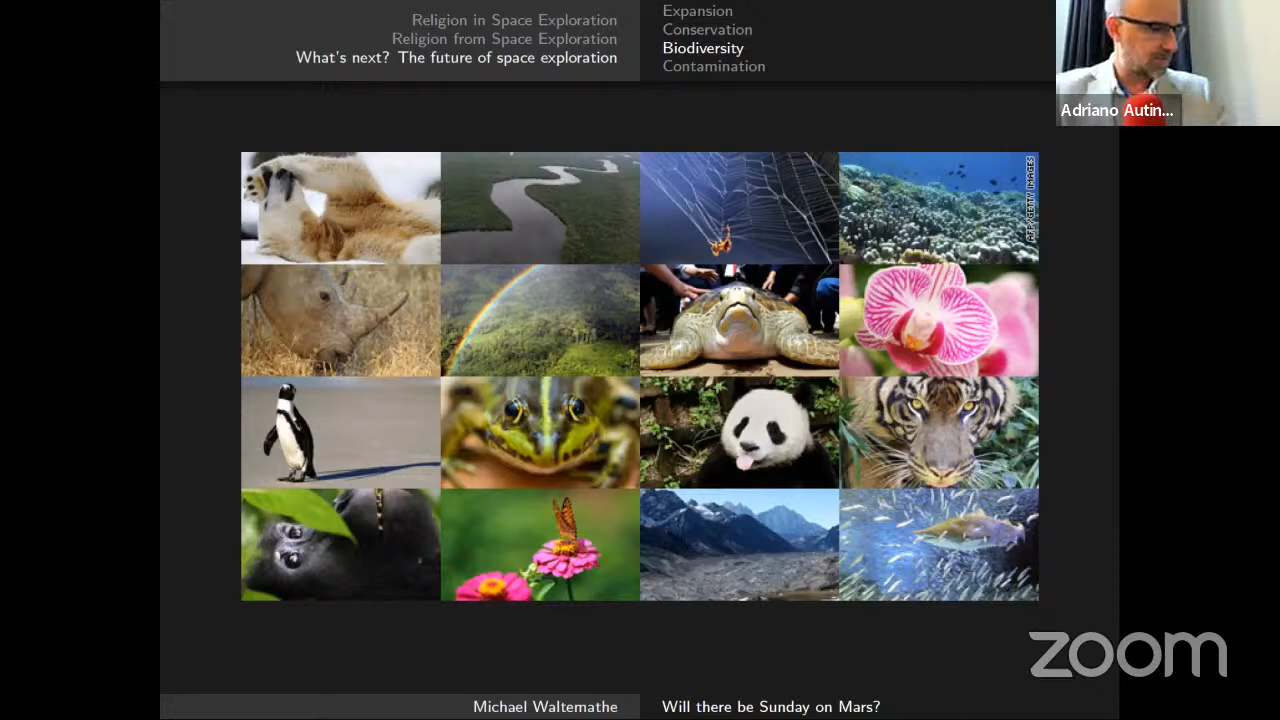 Religion in Space Exploration
Religion from Space Exploration
What's next? The future of space exploration
Expansion
Conservation
Biodiversity
Contamination
Adriano Autin...
AFP/GETTY IMAGES
zoom
Michael Waltemathe
Will there be Sunday on Mars?